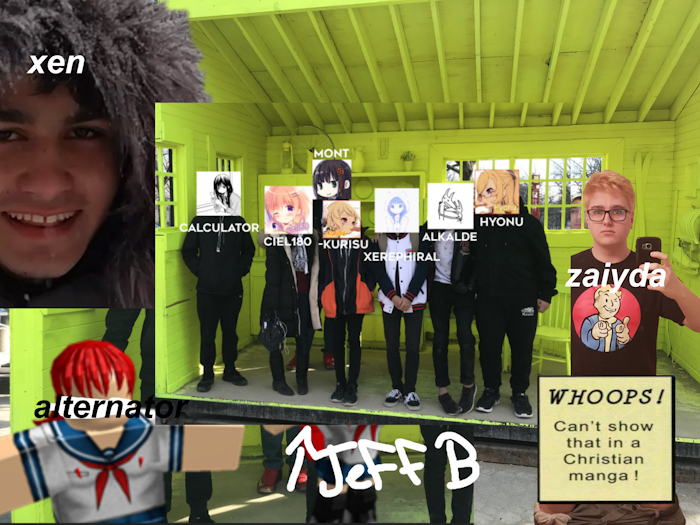 xen
MONT
CALCULATOR
CIEL180
-KURISU
XEREPHIRAL
ALKALDE
HYONU
zaiyda
alternator
JeFF B
WHOOPS!
Can't show
that in a
Christian
manga!